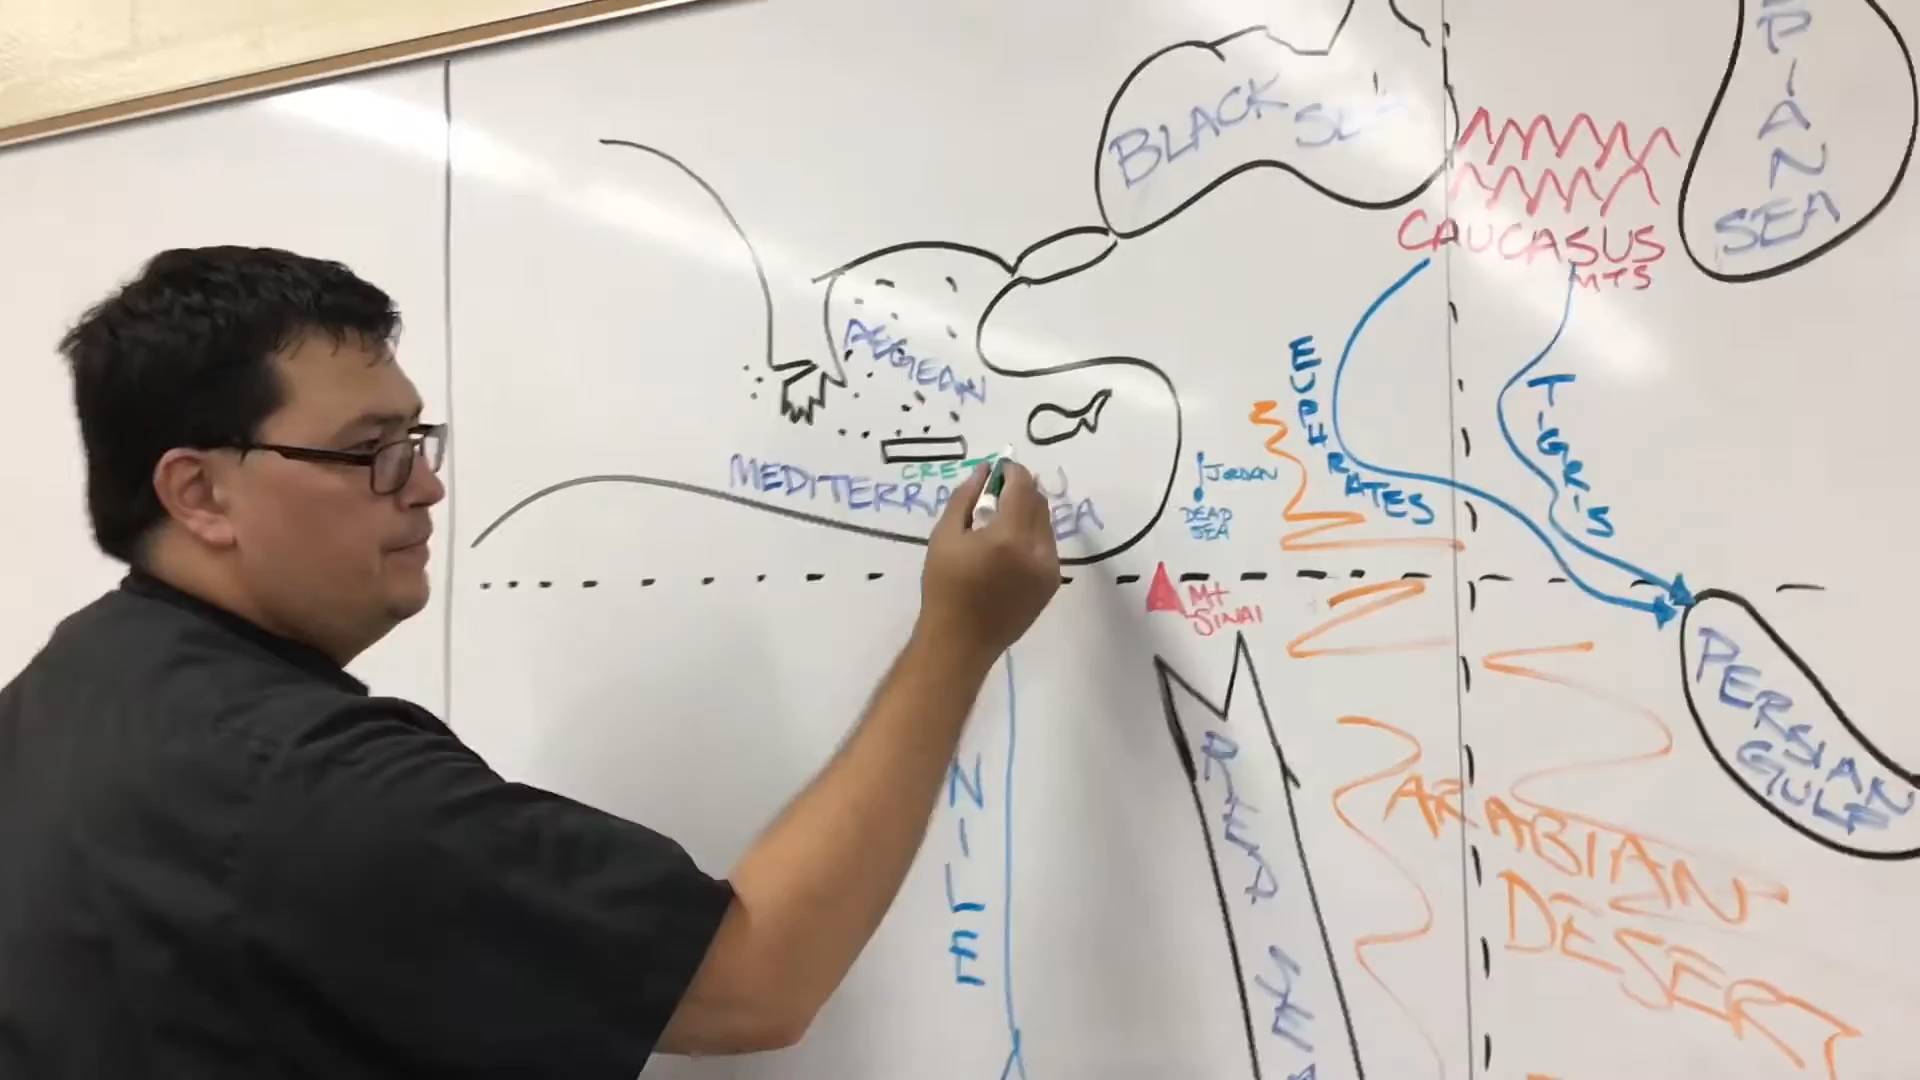 PIAN
SEA
BLACK SEA
CAUCASUS
MTS
AEGEAN
EUPHRATES
TIGRIS
CRETE
MEDITERRA
SEA
JORDAN
DEAD
SEA
Mt
SINAI
PERSIAN
GULF
NILE
RED SEA
ARABIAN
DESERT